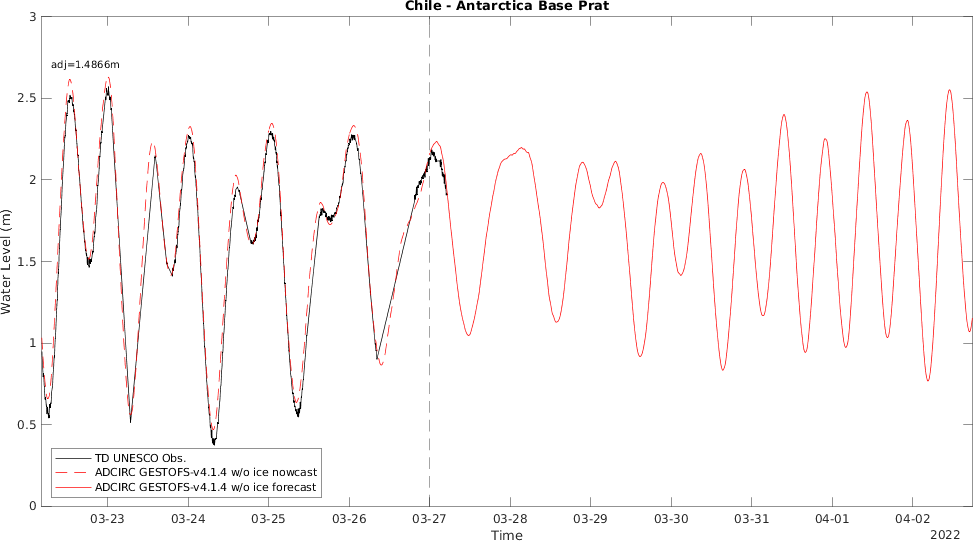 Chile - Antarctica Base Prat
adj=1.4866m
3
2.5
2
1.5
1
0.5
0
Water Level (m)
TD UNESCO Obs.
ADCIRC GESTOFS-v4.1.4 w/o ice nowcast
ADCIRC GESTOFS-v4.1.4 w/o ice forecast
03-23 03-24 03-25 03-26 03-27 03-28 03-29 03-30 03-31 04-01 04-02
Time
2022